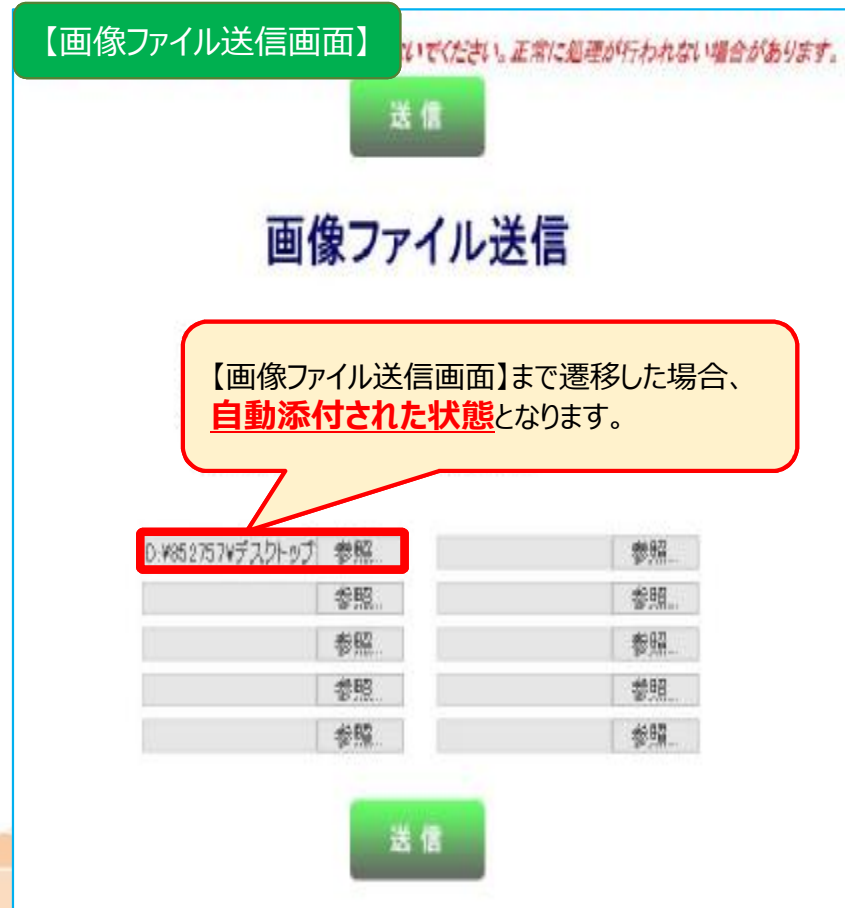 【画像ファイル送信画面】
いでください。正常に処理が行われない場合があります。
送信
画像ファイル送信
【画像ファイル送信画面】まで遷移した場合、
自動添付された状態となります。
D:¥852757¥デスクトップ 参照... 参照...
参照... 参照...
参照... 参照...
参照... 参照...
参照... 参照...
送信